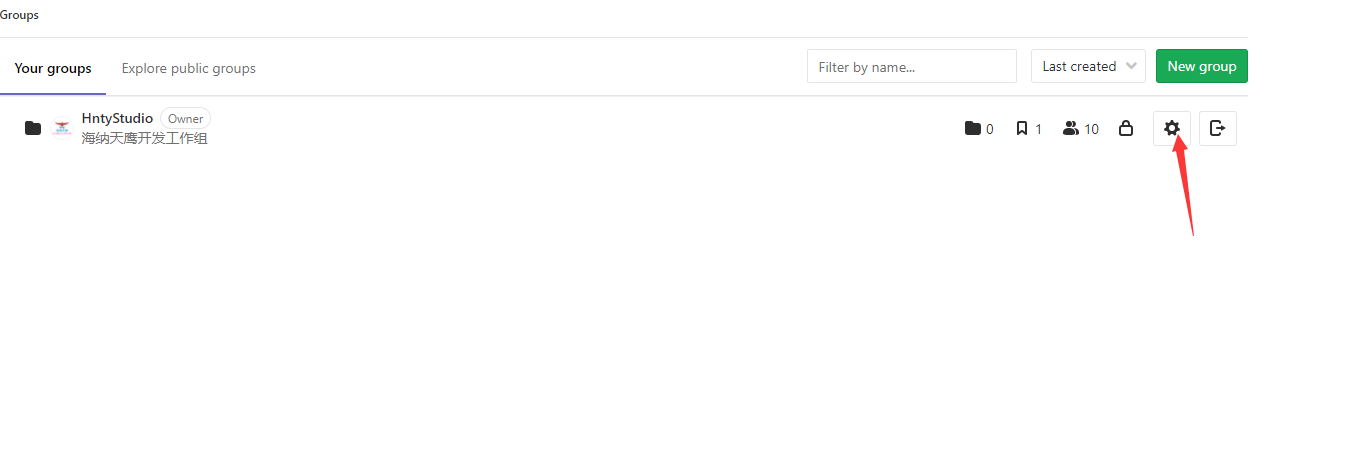 Groups
Your groups Explore public groups Filter by name... Last created New group
HntyStudio Owner
海纳天鹰开发工作组 0 1 10